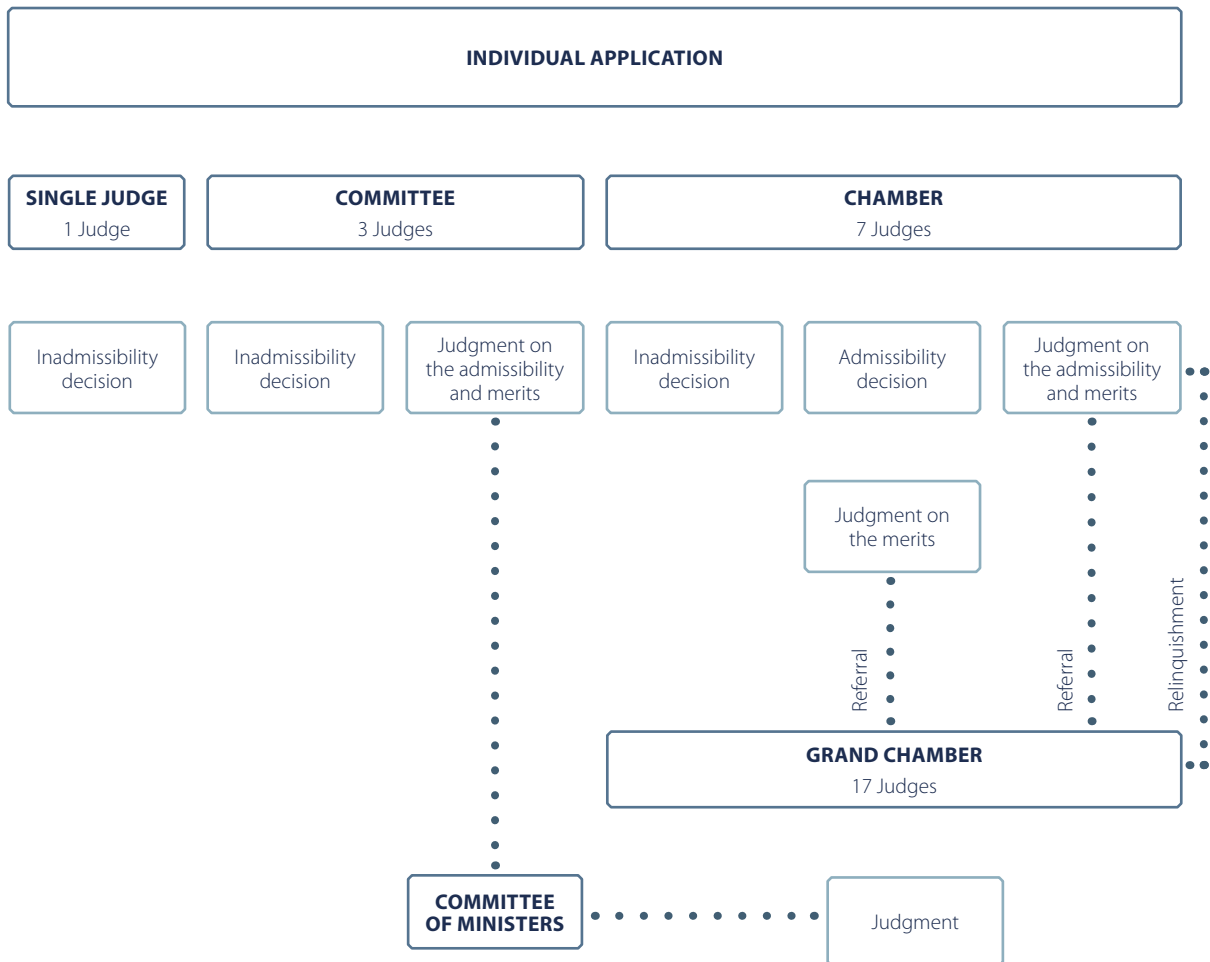 INDIVIDUAL APPLICATION
SINGLE JUDGE
1 Judge
COMMITTEE
3 Judges
CHAMBER
7 Judges
Inadmissibility
decision
Inadmissibility
decision
Judgment on
the admissibility
and merits
Inadmissibility
decision
Admissibility
decision
Judgment on
the admissibility
and merits
Judgment on
the merits
Referral
Referral
Relinquishment
GRAND CHAMBER
17 Judges
COMMITTEE
OF MINISTERS
Judgment